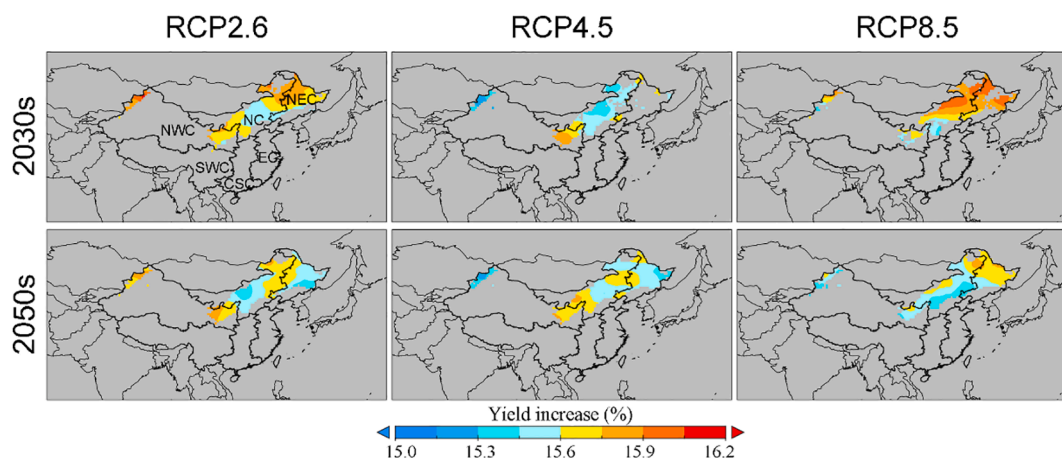 RCP2.6 RCP4.5 RCP8.5
2030s
NEC
NC
NWC
EC
SWC
CSC
2050s
Yield increase (%)
15.0 15.3 15.6 15.9 16.2